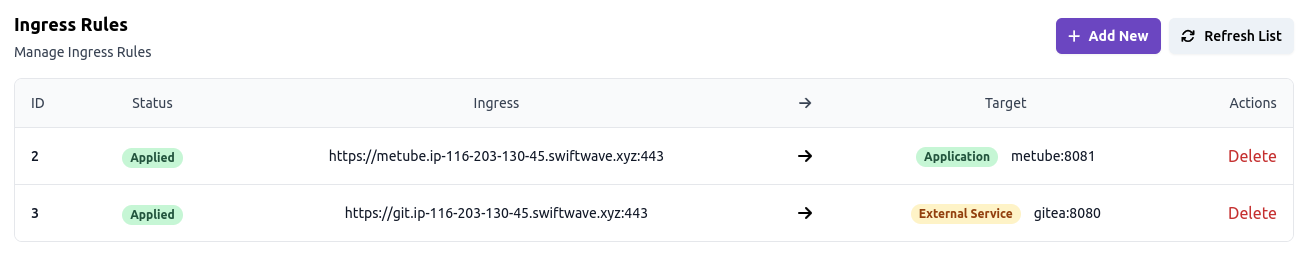 Ingress Rules
Manage Ingress Rules
+ Add New
Refresh List
ID Status Ingress → Target Actions
2 Applied https://metube.ip-116-203-130-45.swiftwave.xyz:443 → Application metube:8081 Delete
3 Applied https://git.ip-116-203-130-45.swiftwave.xyz:443 → External Service gitea:8080 Delete